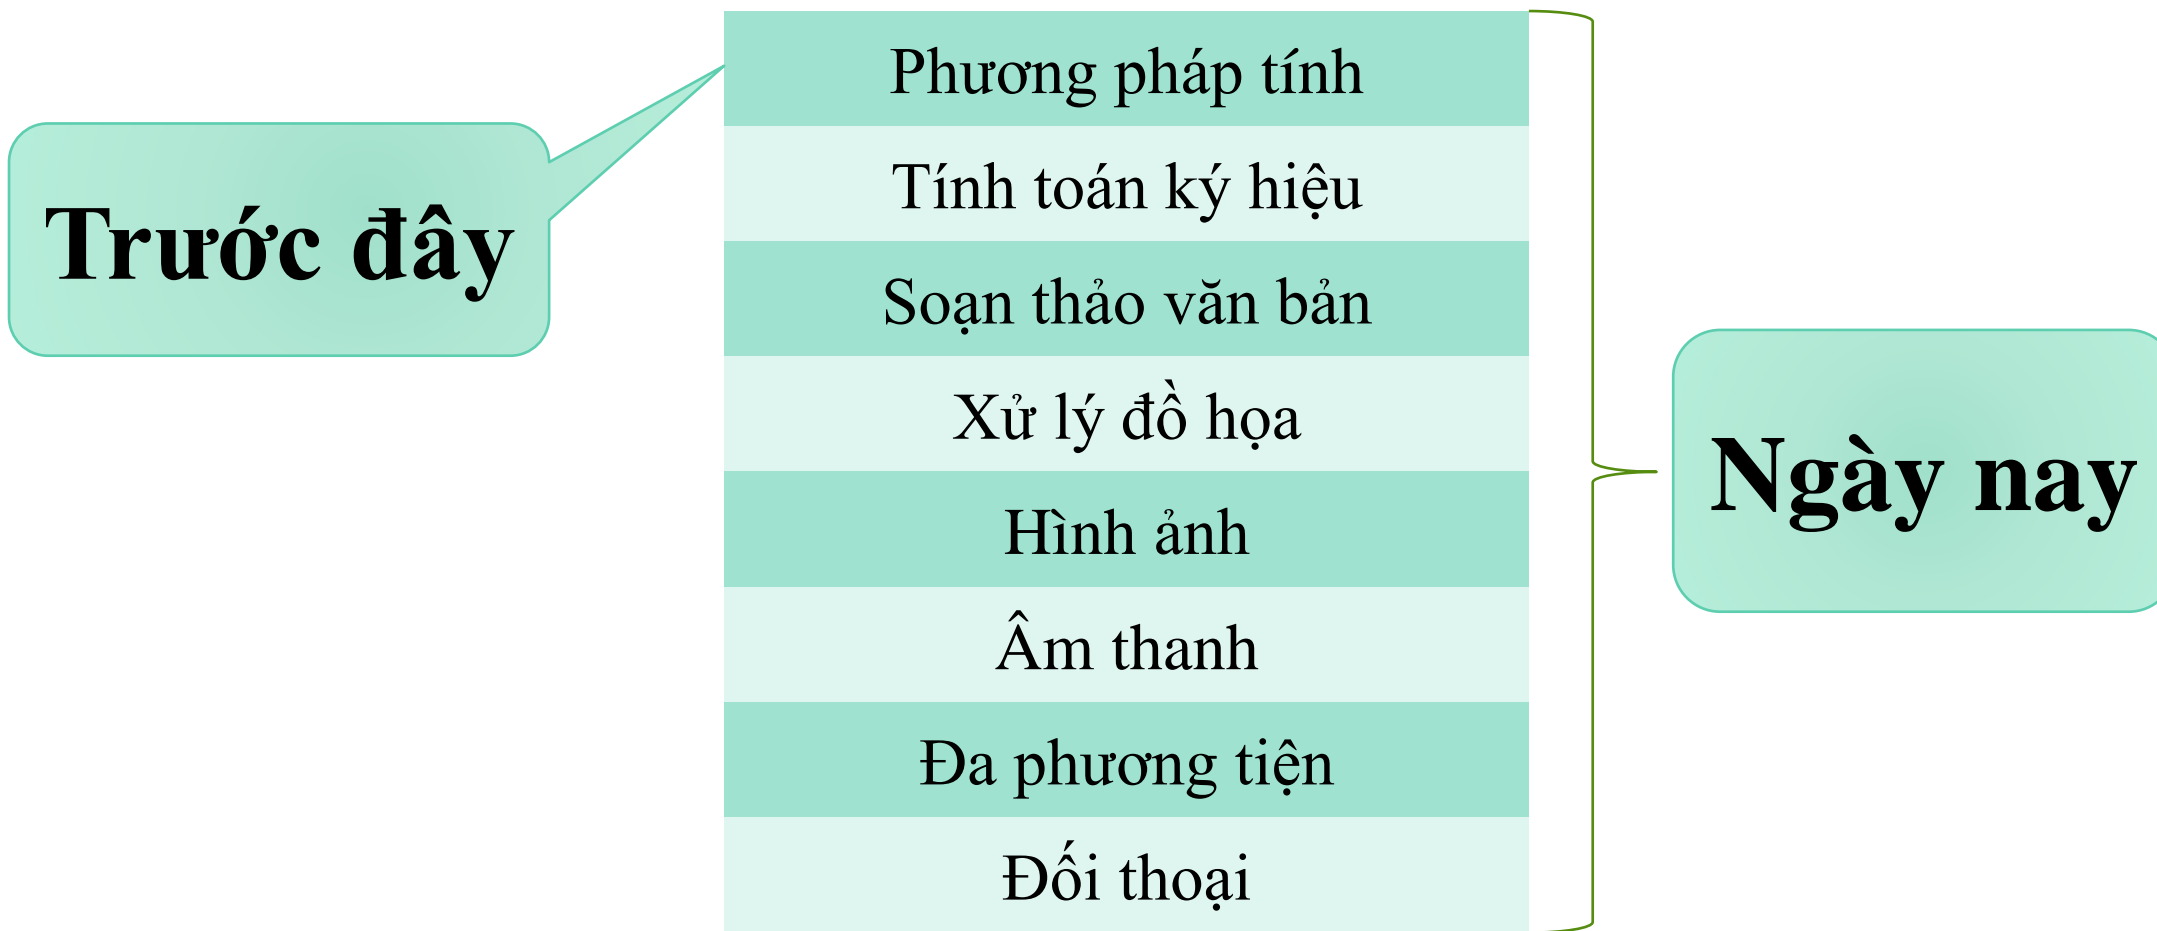 Trước đây
Phương pháp tính
Tính toán ký hiệu
Soạn thảo văn bản
Xử lý đồ họa
Hình ảnh
Âm thanh
Đa phương tiện
Đối thoại
Ngày nay